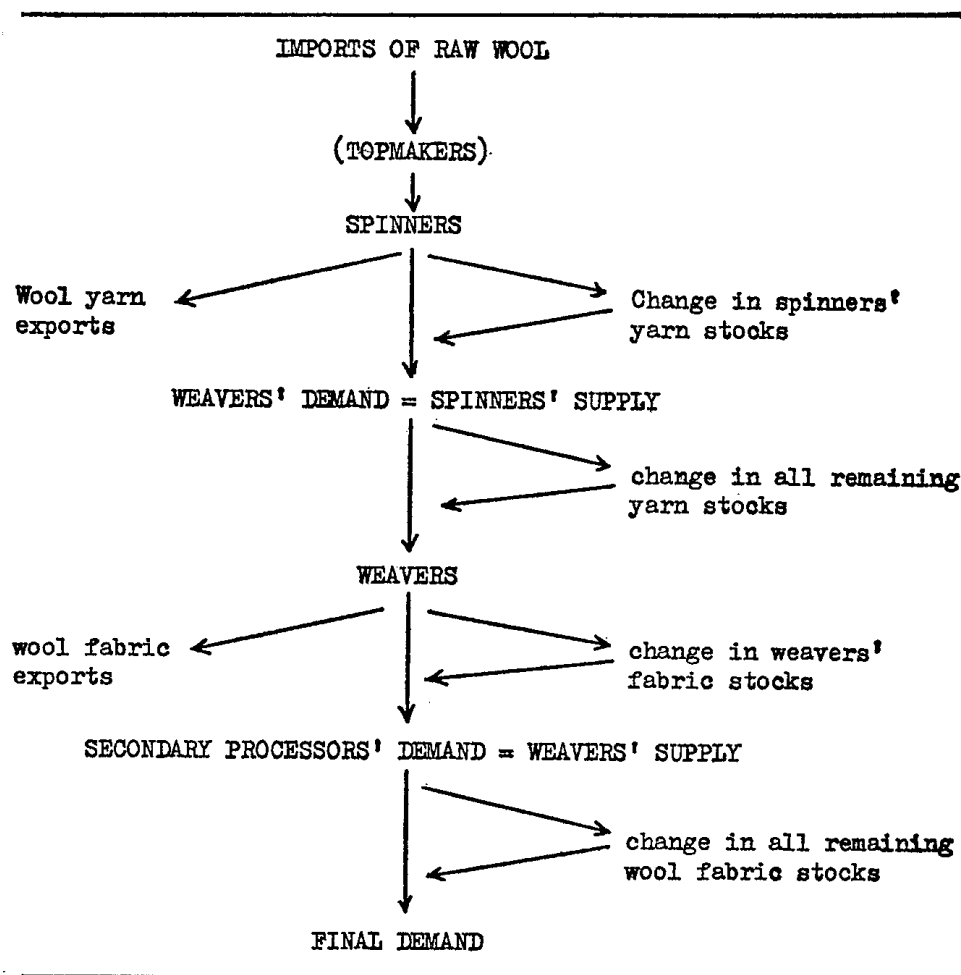 IMPORTS OF RAW WOOL
(TOPMAKERS)
SPINNERS
Wool yarn
exports
Change in spinners'
yarn stocks
WEAVERS' DEMAND = SPINNERS' SUPPLY
change in all remaining
yarn stocks
WEAVERS
wool fabric
exports
change in weavers'
fabric stocks
SECONDARY PROCESSORS' DEMAND = WEAVERS' SUPPLY
change in all remaining
wool fabric stocks
FINAL DEMAND